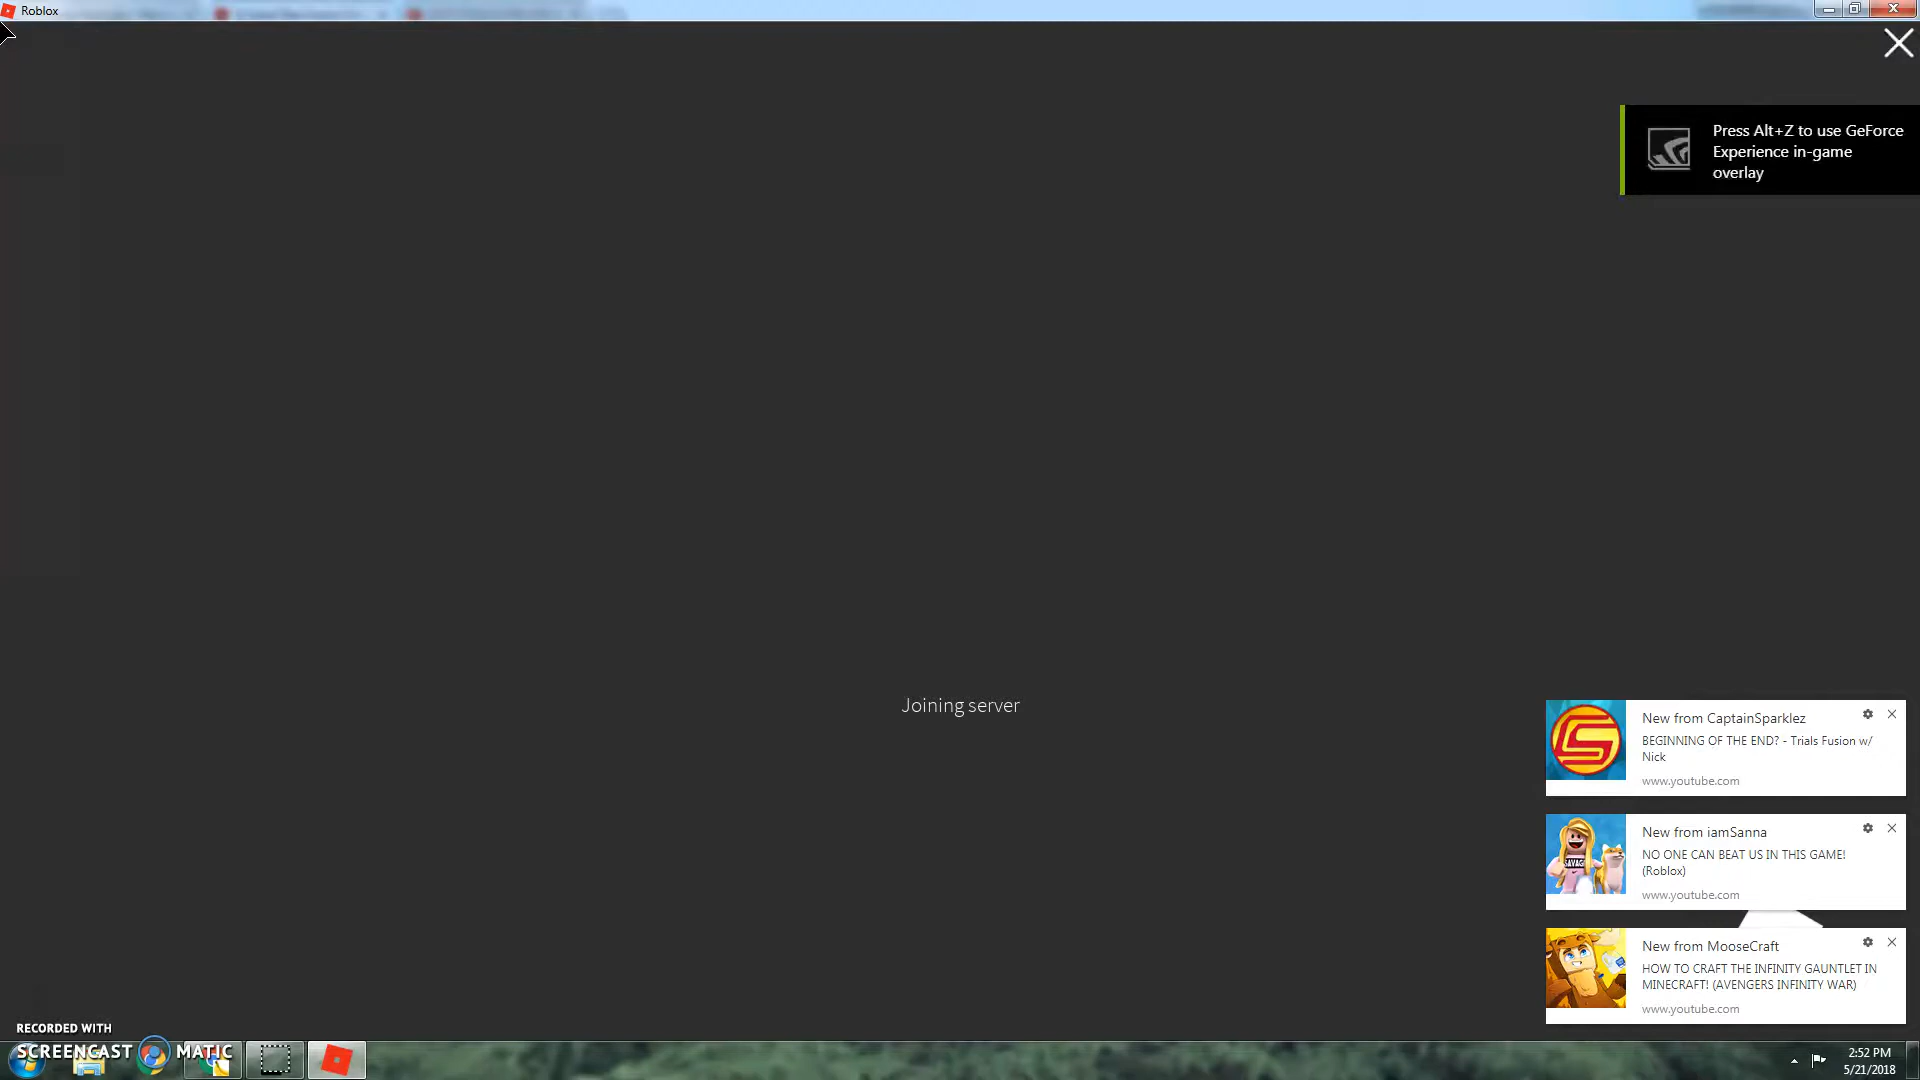 Roblox
Press Alt+Z to use GeForce
Experience in-game
overlay
Joining server
New from CaptainSparklez
BEGINNING OF THE END? - Trials Fusion w/
Nick
www.youtube.com
New from iamSanna
NO ONE CAN BEAT US IN THIS GAME!
(Roblox)
www.youtube.com
New from MooseCraft
HOW TO CRAFT THE INFINITY GAUNTLET IN
MINECRAFT! (AVENGERS INFINITY WAR)
www.youtube.com
RECORDED WITH
SCREENCAST MATIC
2:52 PM
5/21/2018